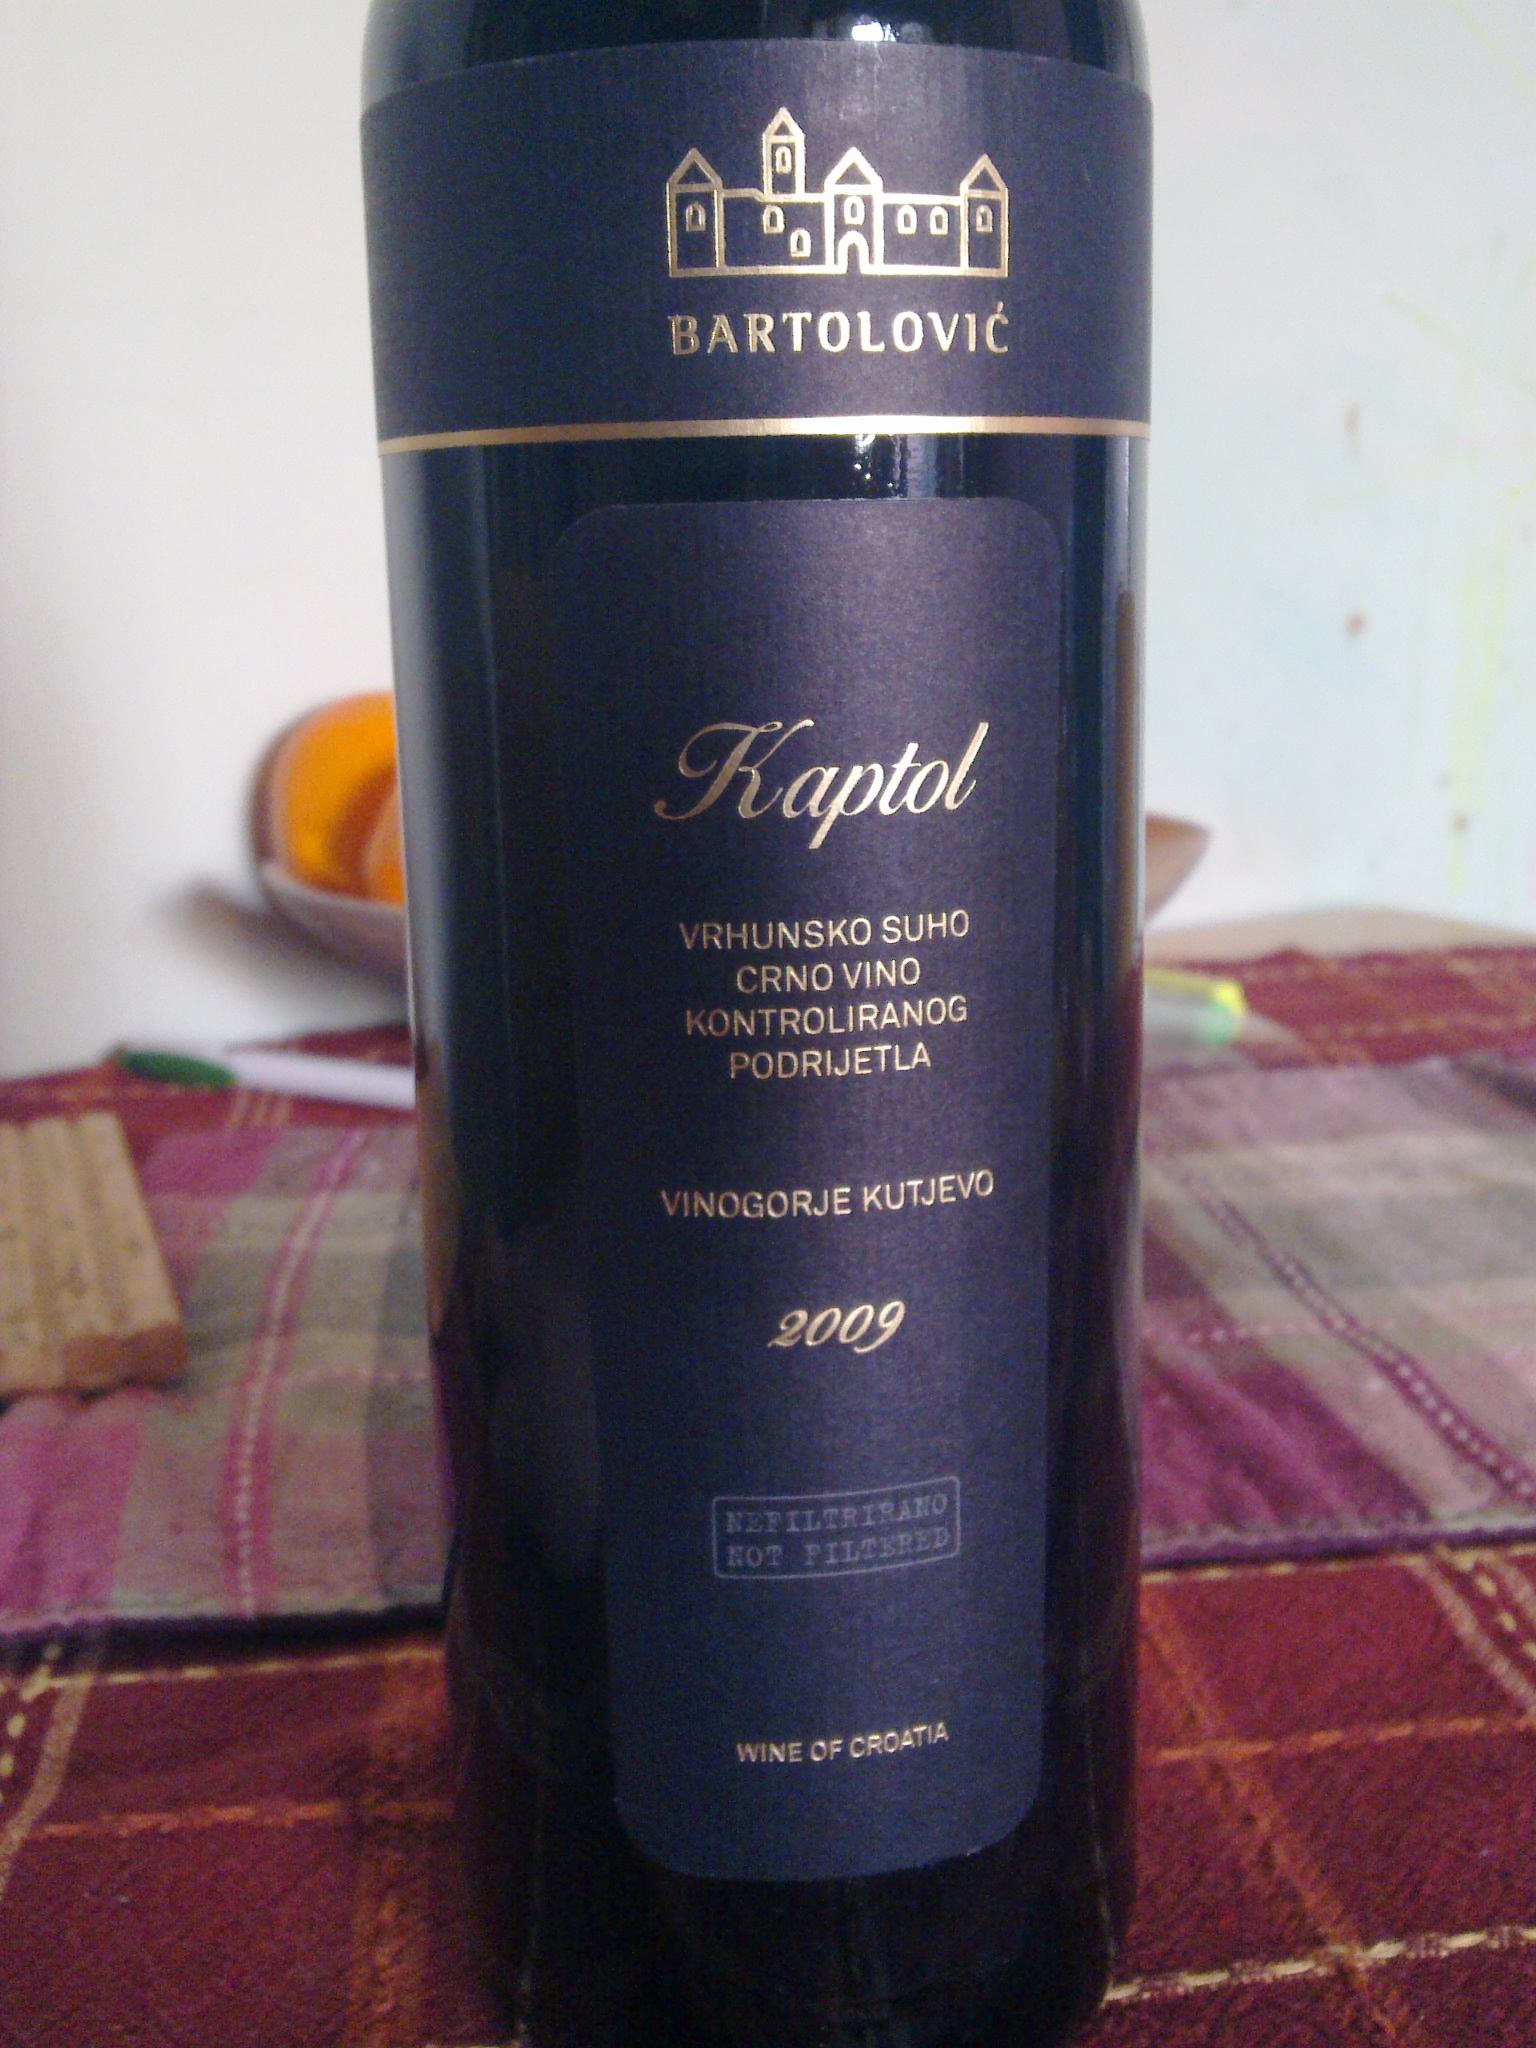 BARTOLOVIĆ
Kaptol
VRHUNSKO SUHO
CRNO VINO
KONTROLIRANOG
PODRIJETLA
VINOGORJE KUTJEVO
2009
NEFILTRIRANO
NOT FILTERED
WINE OF CROATIA